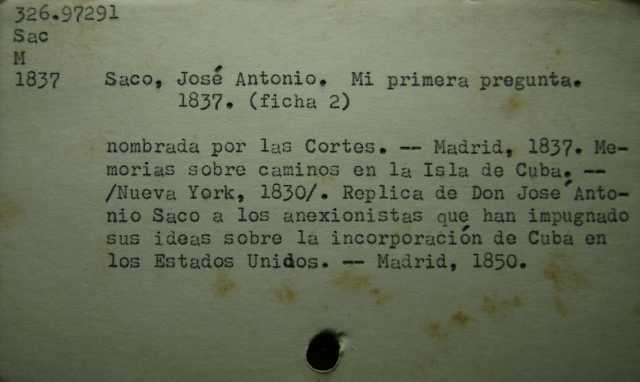 326.97291
Sac
M
1837 Saco, José Antonio. Mi primera pregunta.
1837. (ficha 2)
nombrada por las Cortes. -- Madrid, 1837. Me-
morias sobre caminos en la Isla de Cuba. --
/Nueva York, 1830/. Replica de Don José Anto-
nio Saco a los anexionistas que han impugnado
sus ideas sobre la incorporación de Cuba en
los Estados Unidos. -- Madrid, 1850.